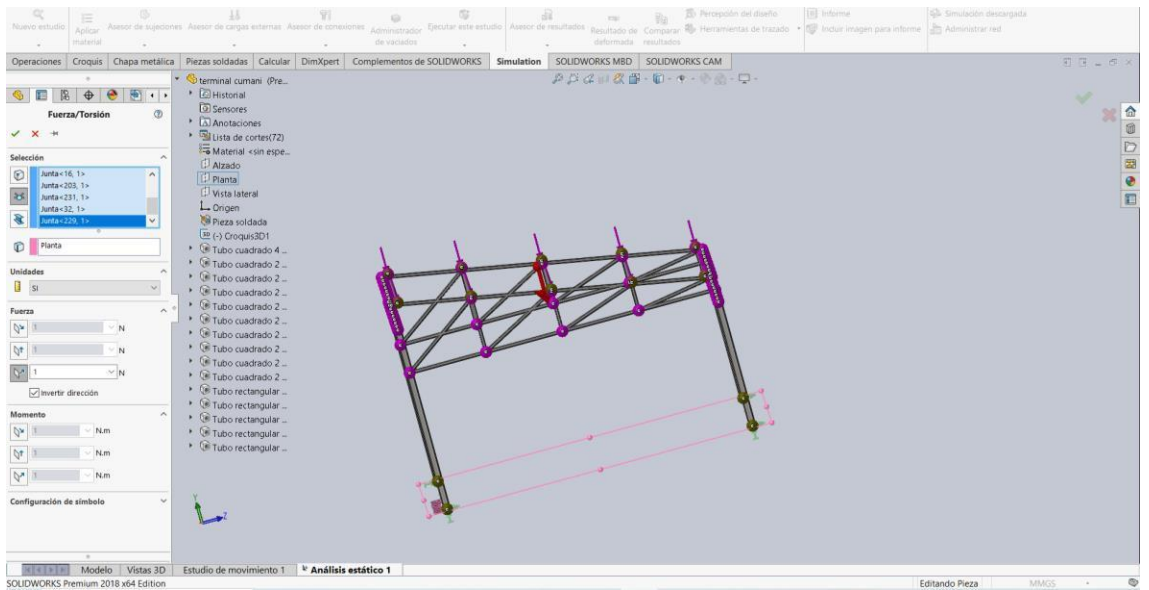 Nuevo estudio
Aplicar material
Asesor de sujeciones
Asesor de cargas externas
Asesor de conexiones
Administrador de vaciados
Ejecutar este estudio
Asesor de resultados
Resultado de deformada
Comparar resultados
Percepción del diseño
Herramientas de trazado
Informe
Incluir imagen para informe
Simulación descargada
Administrar red
Operaciones Croquis Chapa metálica Piezas soldadas Calcular DimXpert Complementos de SOLIDWORKS Simulation SOLIDWORKS MBD SOLIDWORKS CAM
Fuerza/Torsión
Selección
Junta<16, 1>
Junta<203, 1>
Junta<231, 1>
Junta<32, 1>
Junta<229, 1>
Planta
Unidades
SI
Fuerza
1 N
1 N
1 N
Invertir dirección
Momento
1 N.m
1 N.m
1 N.m
Configuración de símbolo
terminal cumani (Pre...
Historial
Sensores
Anotaciones
Lista de cortes(72)
Material <sin espe...
Alzado
Planta
Vista lateral
Origen
Pieza soldada
(-) Croquis3D1
Tubo cuadrado 4 ...
Tubo cuadrado 2 ...
Tubo cuadrado 2 ...
Tubo cuadrado 2 ...
Tubo cuadrado 2 ...
Tubo cuadrado 2 ...
Tubo cuadrado 2 ...
Tubo cuadrado 2 ...
Tubo cuadrado 2 ...
Tubo cuadrado 2 ...
Tubo rectangular ...
Tubo rectangular ...
Tubo rectangular ...
Tubo rectangular ...
Y
Z
Modelo Vistas 3D Estudio de movimiento 1 Análisis estático 1
SOLIDWORKS Premium 2018 x64 Edition
Editando Pieza MMGS